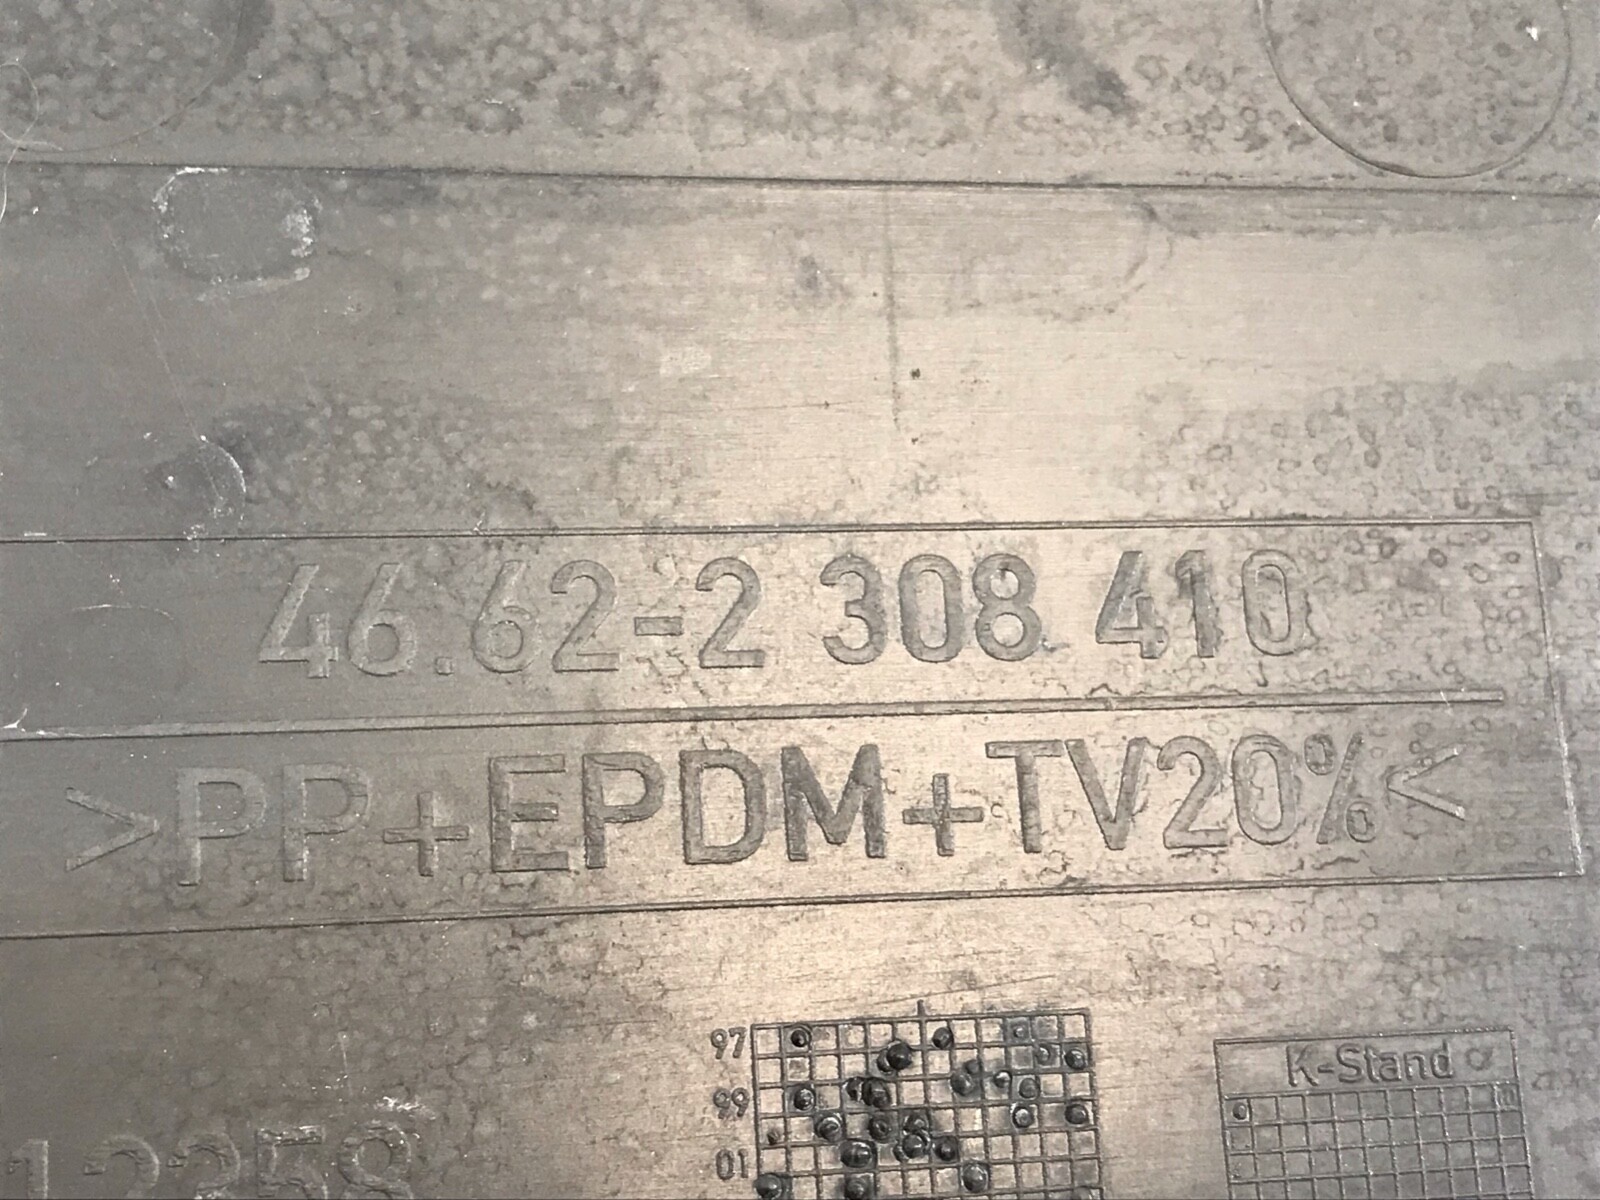 46.62-2 308 410
>PP+EPDM+TV20%<
97
99
01
K-Stand